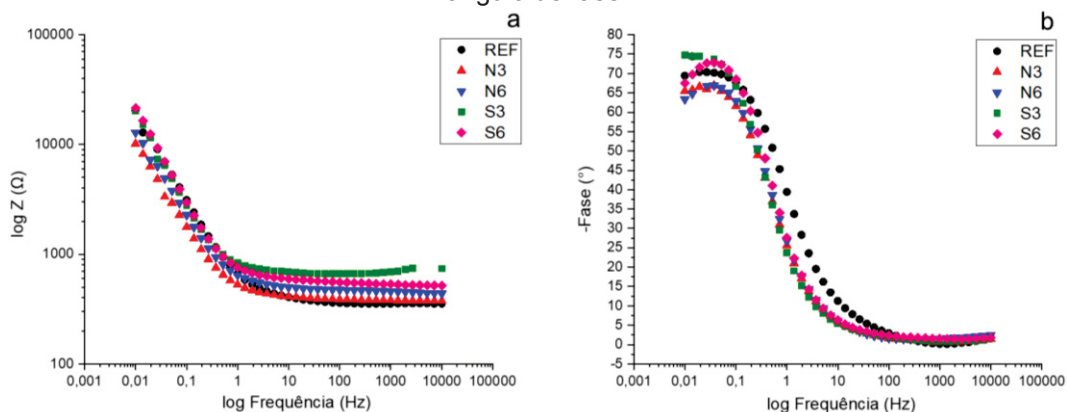 a
b
REF
N3
N6
S3
S6
log Z (Ω)
100000
10000
1000
100
0,001 0,01 0,1 1 10 100 1000 10000 100000
log Frequência (Hz)
REF
N3
N6
S3
S6
-Fase (°)
80
75
70
65
60
55
50
45
40
35
30
25
20
15
10
5
0
-5
0,001 0,01 0,1 1 10 100 1000 10000 100000
log Frequência (Hz)